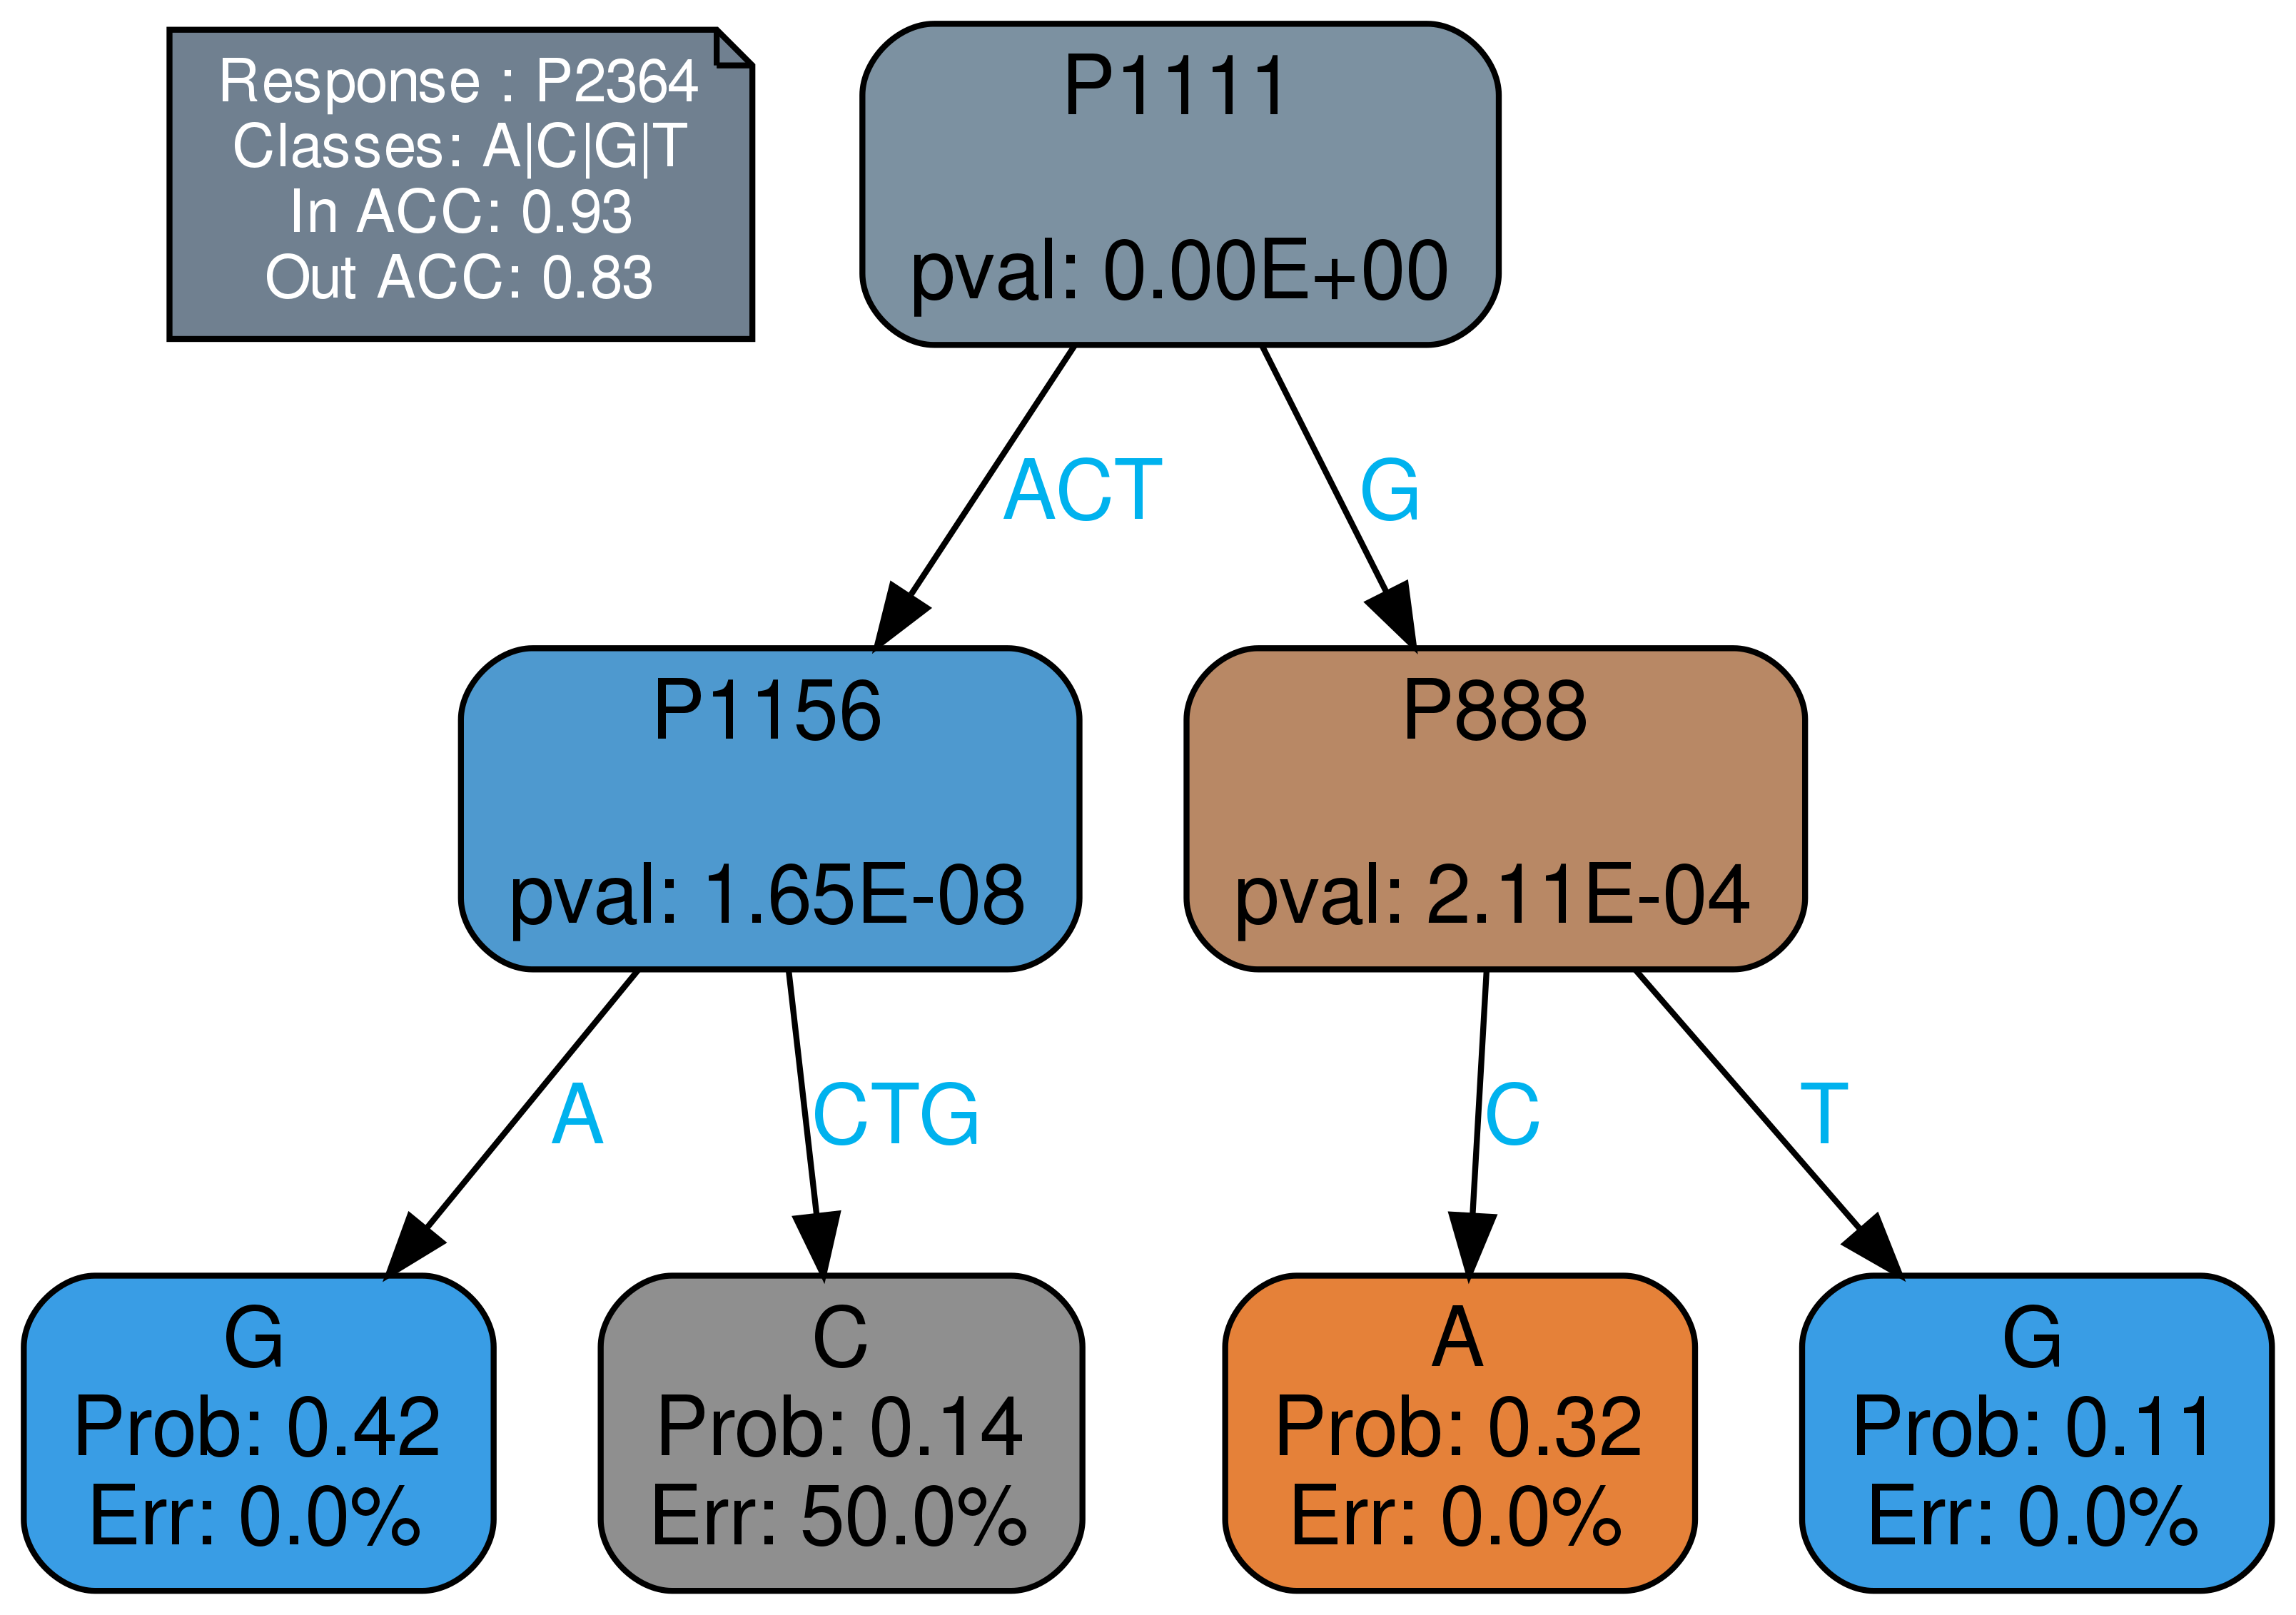 Response : P2364
Classes: A|C|G|T
In ACC: 0.93
Out ACC: 0.83
P1111
pval: 0.00E+00
ACT
G
P1156
pval: 1.65E-08
P888
pval: 2.11E-04
A
CTG
C
T
G
Prob: 0.42
Err: 0.0%
C
Prob: 0.14
Err: 50.0%
A
Prob: 0.32
Err: 0.0%
G
Prob: 0.11
Err: 0.0%